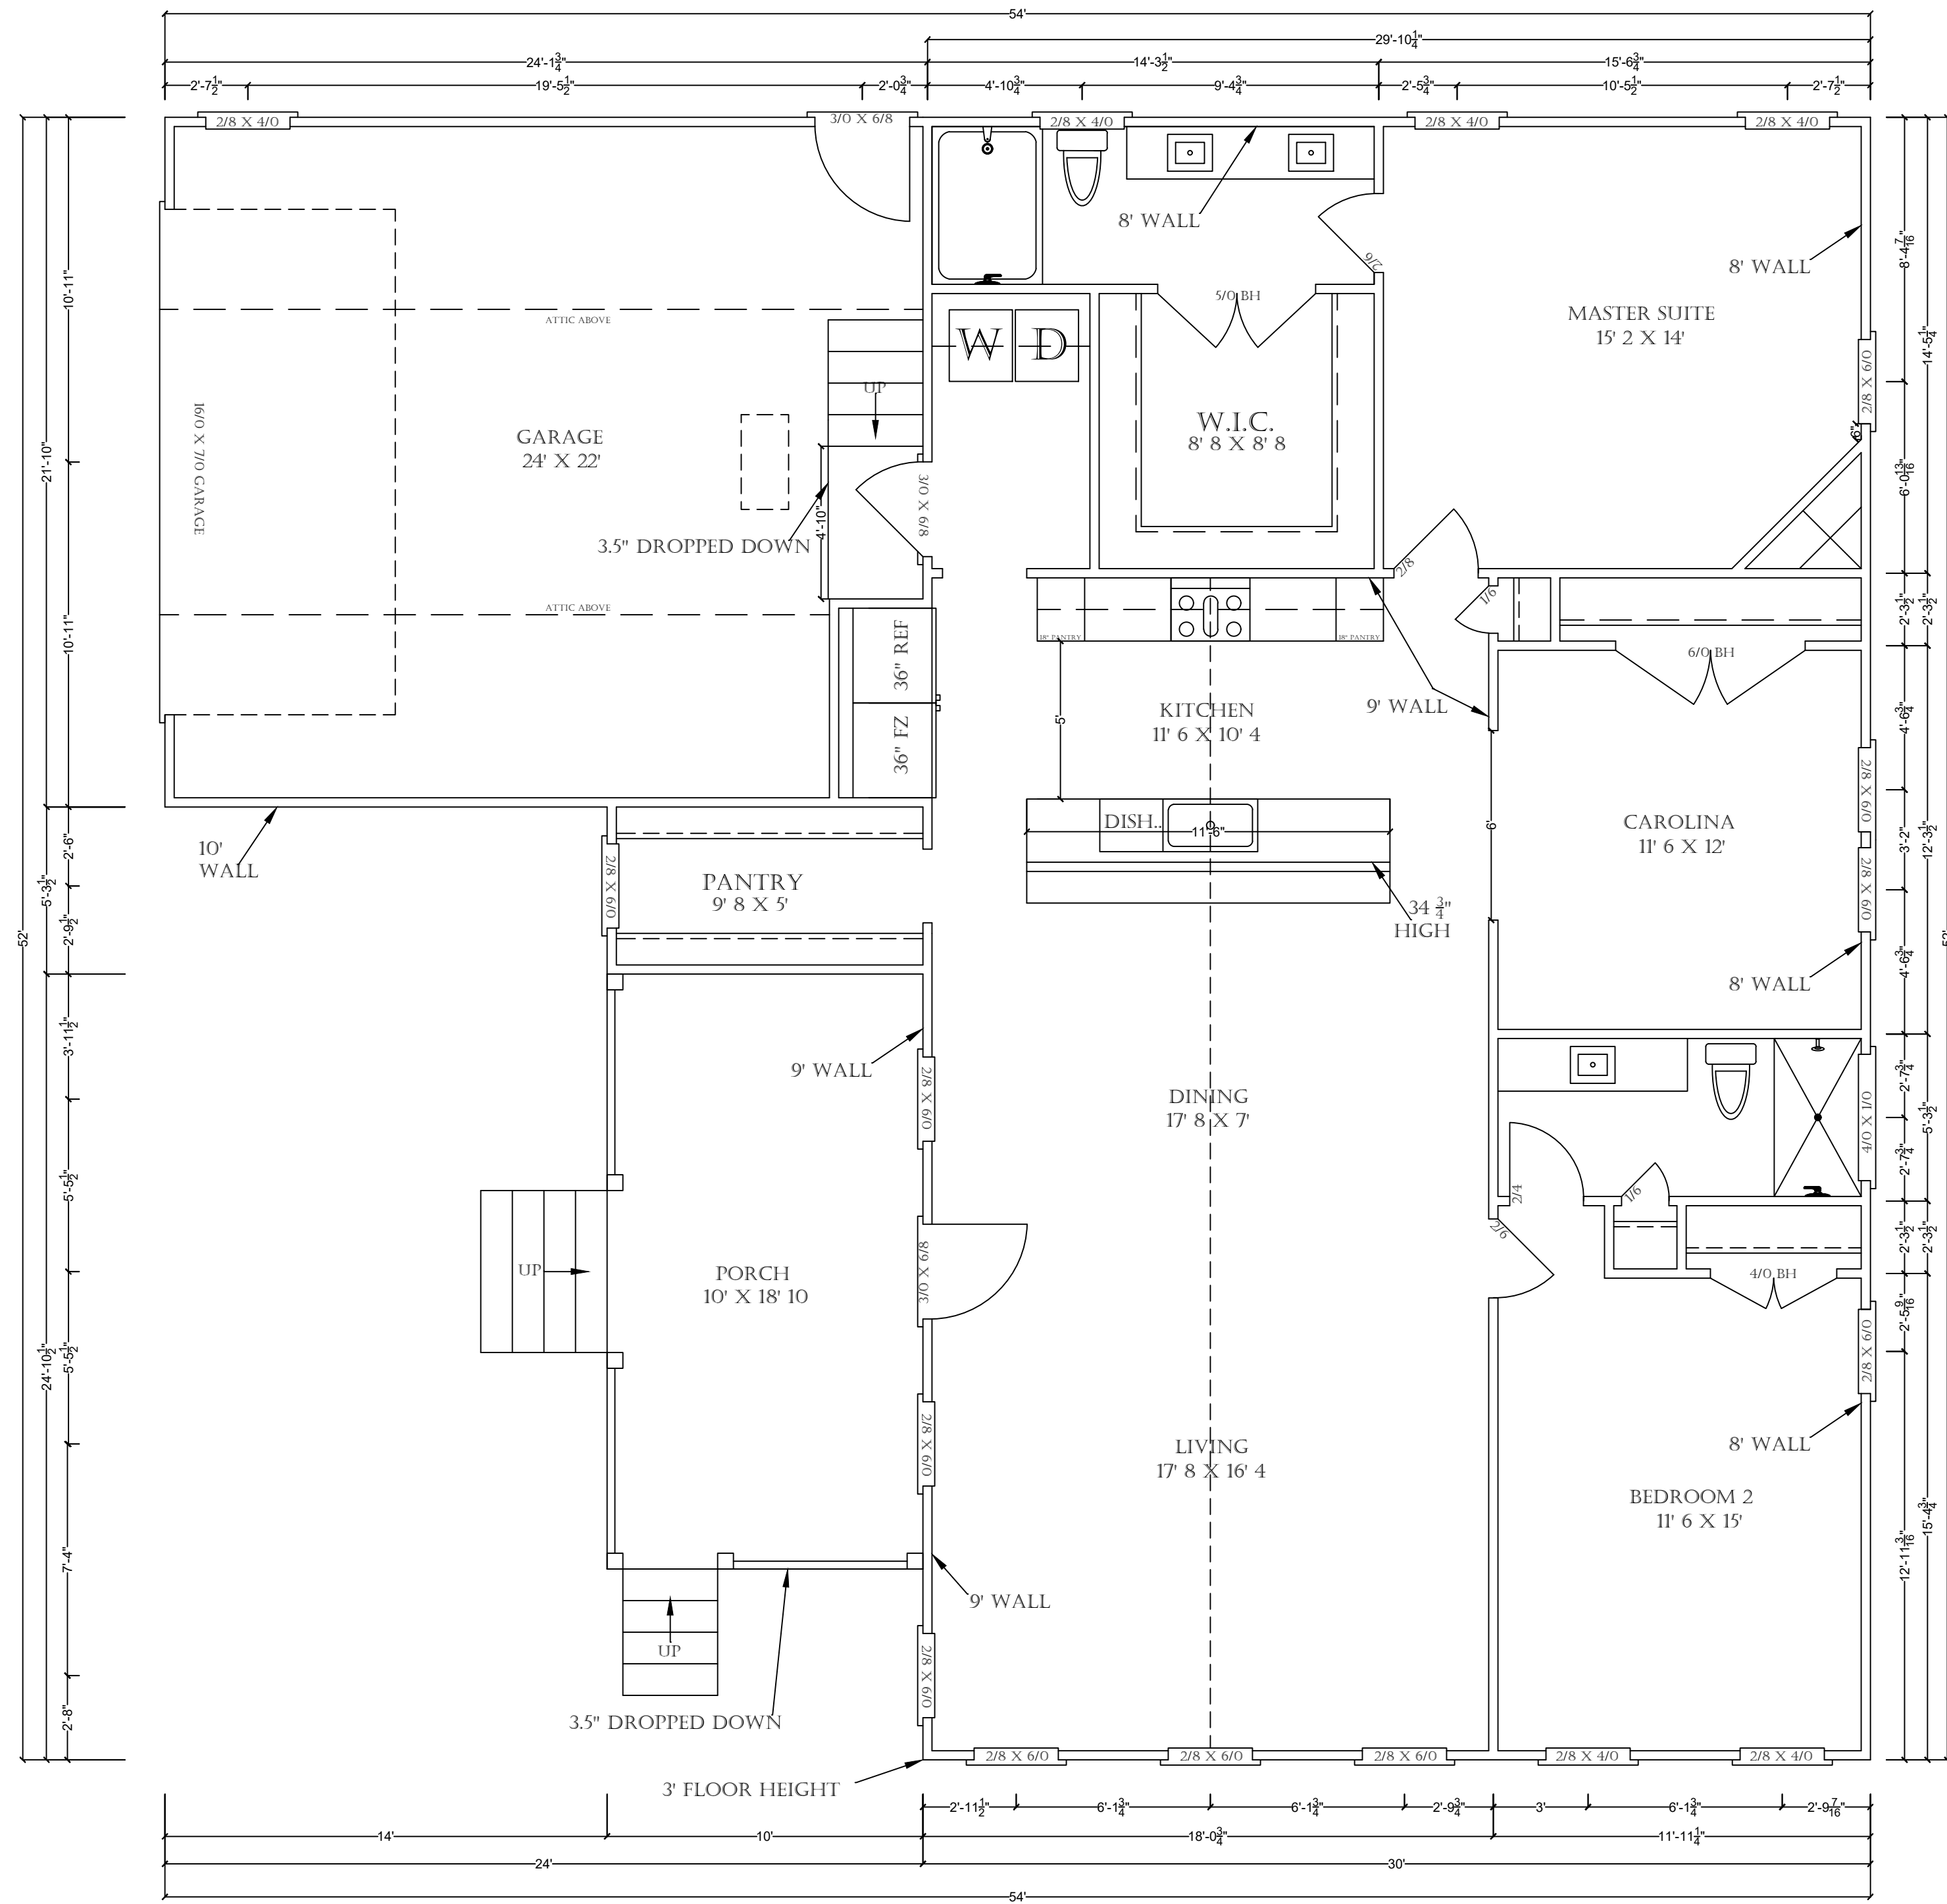 54'
29'-10 1/4"
24'-1 3/4"
14'-3 1/2"
15'-6 3/4"
2'-7 1/2"
19'-5 1/2"
2'-0 3/4"
4'-10 3/4"
9'-4 3/4"
2'-5 3/4"
10'-5 1/2"
2'-7 1/2"
2/8 X 4/0
3/0 X 6/8
2/8 X 4/0
2/8 X 4/0
2/8 X 4/0
8' WALL
8' WALL
2/6
5/0 BH
MASTER SUITE
15' 2 X 14'
8'-4 7/16"
14'-5 1/4"
10'-11"
ATTIC ABOVE
W
D
2/8 X 6/0
UP
16/0 X 7/0 GARAGE
GARAGE
24' X 22'
W.I.C.
8' 8 X 8' 8
6"
6'-0 13/16"
21'-10"
3/0 X 6/8
4'-10"
3.5" DROPPED DOWN
2/8
1/6
ATTIC ABOVE
10'-11"
2'-3 1/2"
2'-3 1/2"
18" PANTRY
18" PANTRY
36" REF
36" FZ
6/0 BH
9' WALL
KITCHEN
11' 6 X 10' 4
5'
4'-6 3/4"
2/8 X 6/0
DISH..
11'-6"
6'
CAROLINA
11' 6 X 12'
3'-2"
12'-3 1/2"
10'
WALL
2'-6"
5'-3 1/2"
2/8 X 6/0
PANTRY
9' 8 X 5'
34 3/4"
HIGH
2/8 X 6/0
52'
2'-9 1/2"
4'-6 3/4"
52'
8' WALL
3'-11 1/2"
9' WALL
2/8 X 6/0
DINING
17' 8 X 7'
2'-7 3/4"
4/0 X 1/0
5'-3 1/2"
2'-7 3/4"
5'-5 1/2"
2/4
1/6
2/6
2'-3 1/2"
2'-3 1/2"
UP
PORCH
10' X 18' 10
3/0 X 6/8
4/0 BH
2'-5 9/16"
2/8 X 6/0
24'-10 1/2"
5'-5 1/2"
2/8 X 6/0
LIVING
17' 8 X 16' 4
8' WALL
BEDROOM 2
11' 6 X 15'
15'-4 3/4"
12'-11 3/16"
7'-4"
9' WALL
UP
2/8 X 6/0
2'-8"
3.5" DROPPED DOWN
2/8 X 6/0
2/8 X 6/0
2/8 X 6/0
2/8 X 4/0
2/8 X 4/0
3' FLOOR HEIGHT
2'-11 1/2"
6'-1 3/4"
6'-1 3/4"
2'-9 3/4"
3'
6'-1 3/4"
2'-9 7/16"
14'
10'
18'-0 3/4"
11'-11 1/4"
24'
30'
54'